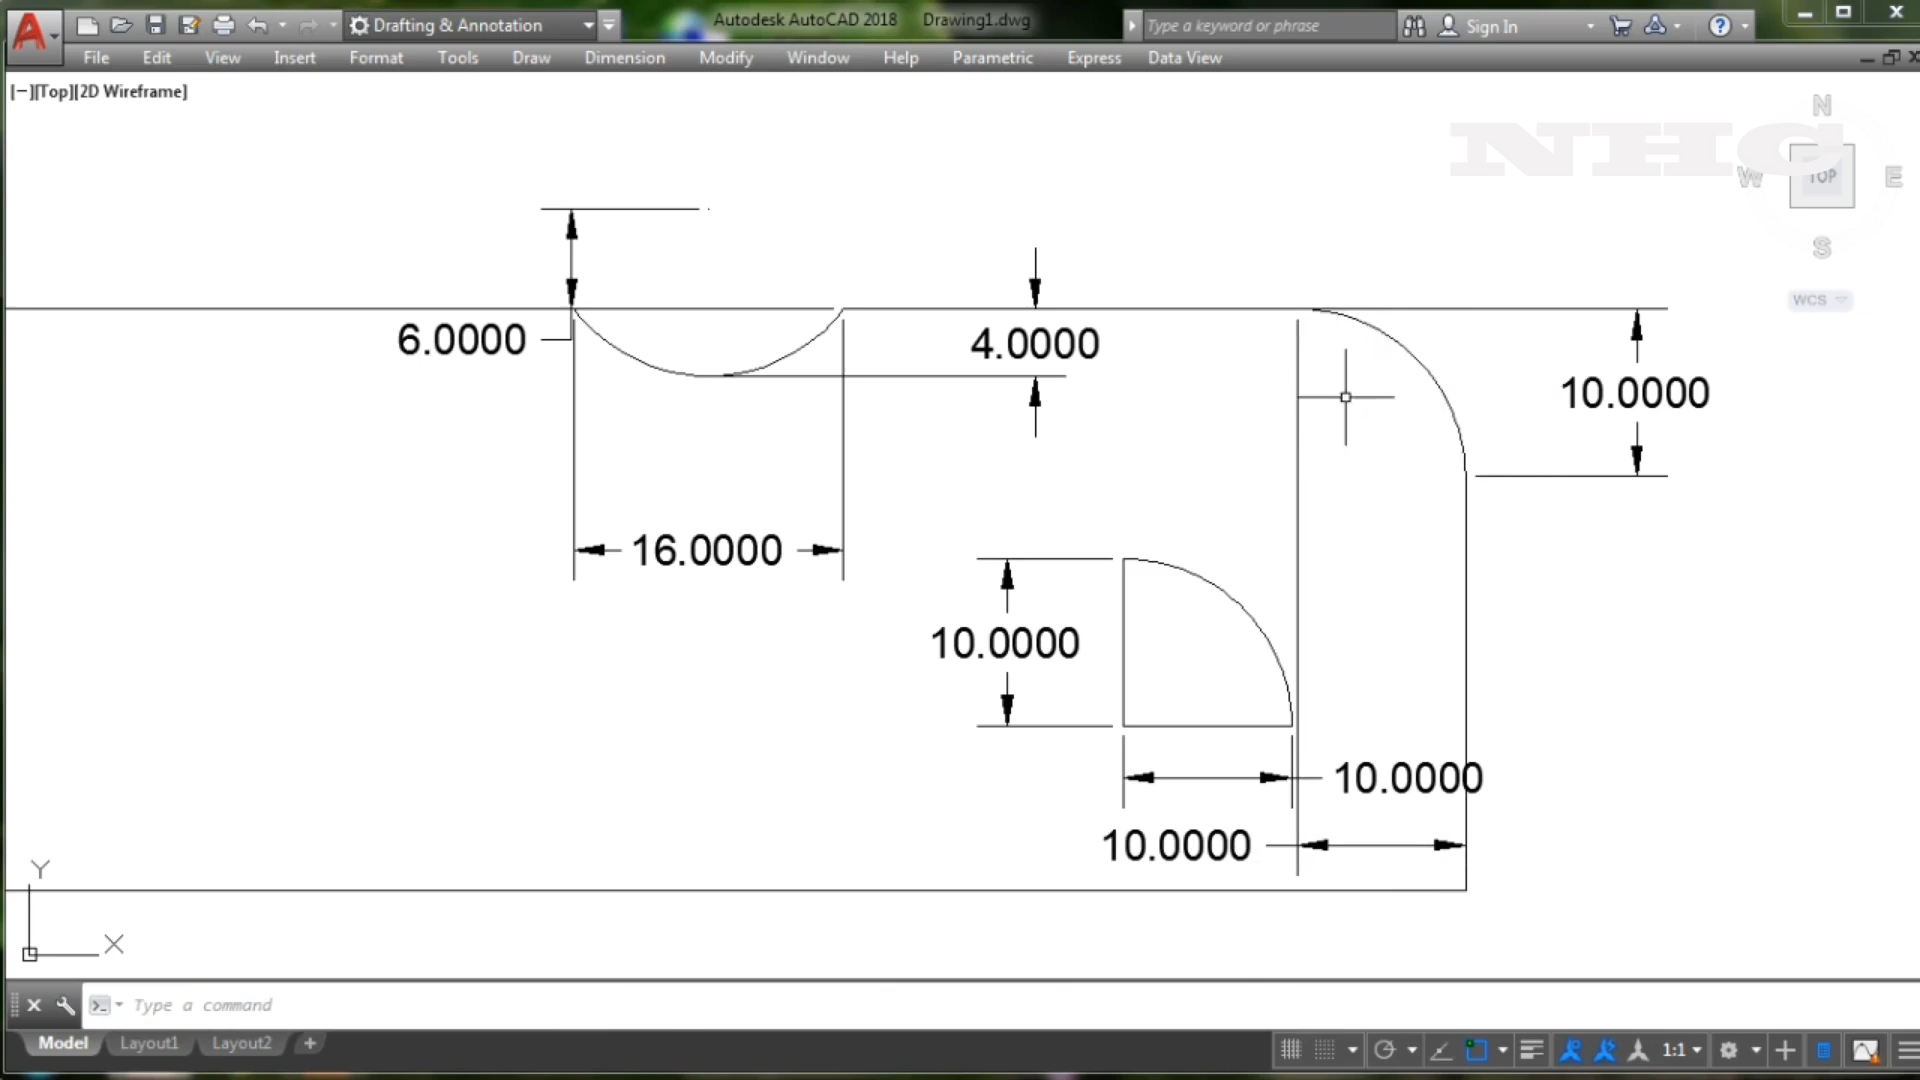 Drafting & Annotation
Autodesk AutoCAD 2018 Drawing1.dwg
Type a keyword or phrase
Sign In
File Edit View Insert Format Tools Draw Dimension Modify Window Help Parametric Express Data View
[−][Top][2D Wireframe]
NHG
N
W
TOP
E
S
WCS
6.0000
4.0000
10.0000
16.0000
10.0000
10.0000
10.0000
Y
X
Type a command
Model Layout1 Layout2 +
1:1